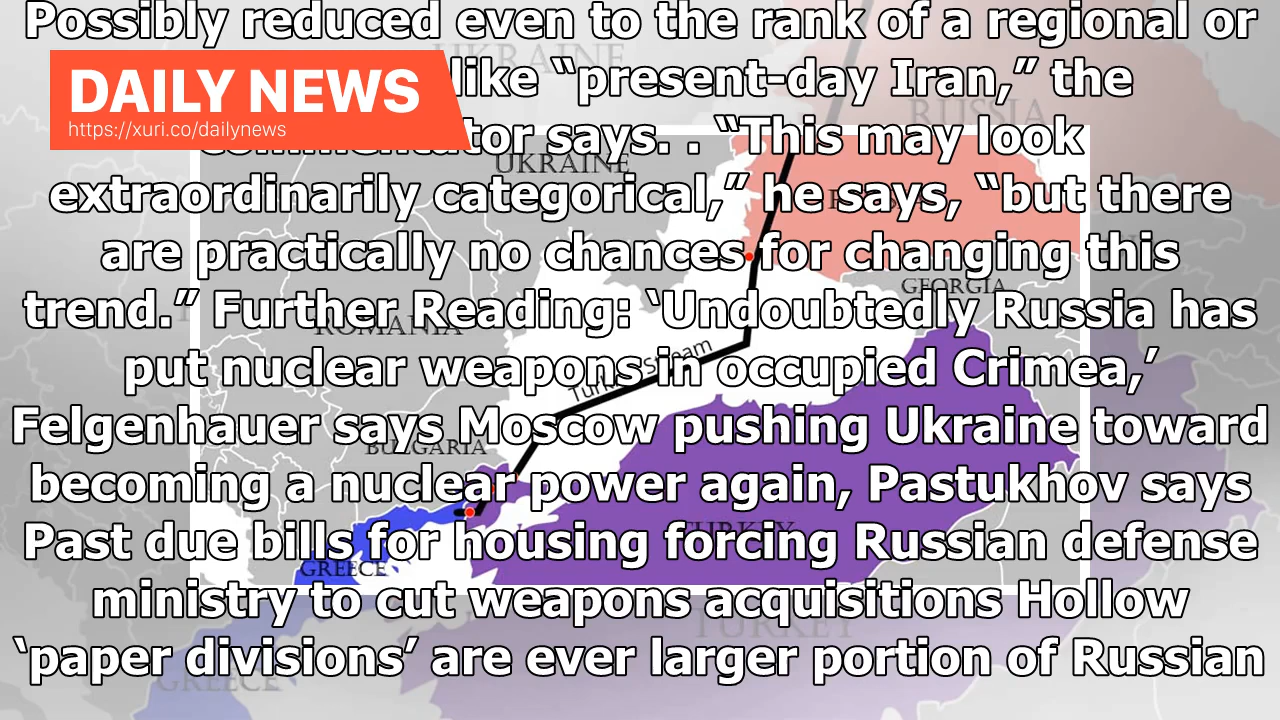 Possibly reduced even to the rank of a regional or
DAILY NEWS
https://xuri.co/dailynews
like “present-day Iran,” the
says. . “This may look
extraordinarily categorical,” he says, “but there
are practically no chances for changing this
trend.” Further Reading: ‘Undoubtedly Russia has
put nuclear weapons in occupied Crimea,’
Felgenhauer says Moscow pushing Ukraine toward
becoming a nuclear power again, Pastukhov says
Past due bills for housing forcing Russian defense
ministry to cut weapons acquisitions Hollow
‘paper divisions’ are ever larger portion of Russian
UKRAINE
RUSSIA
UKRAINE
GEORGIA
ROMANIA
BULGARIA
TURKEY
GREECE
TURKEY
GREECE